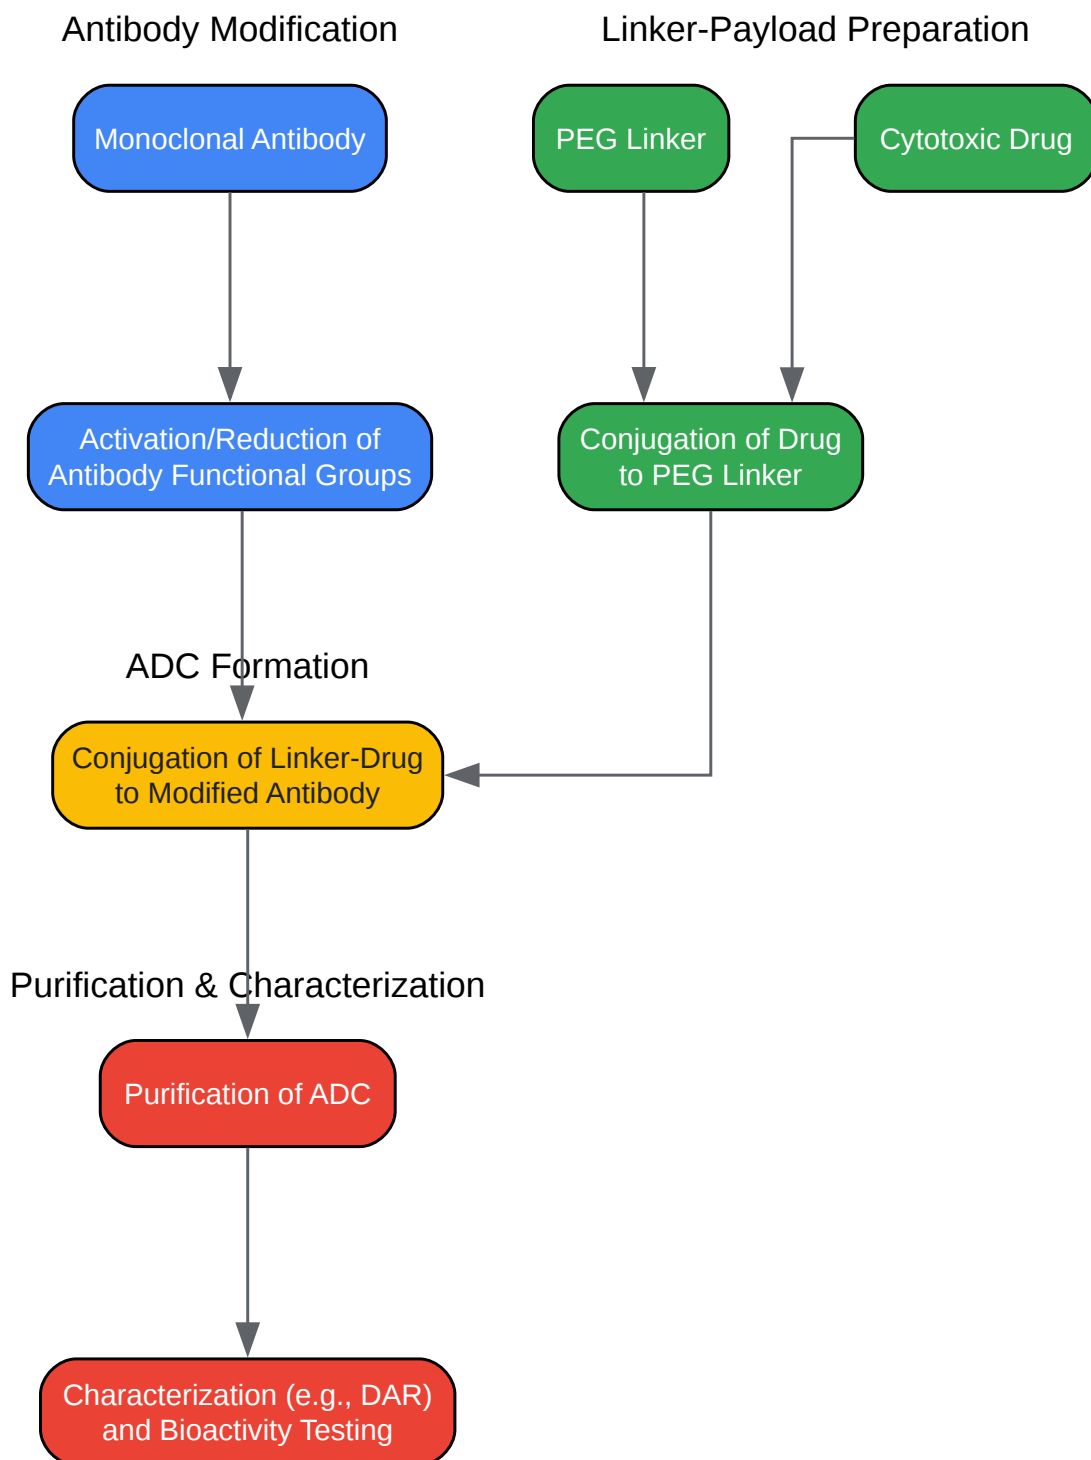 Antibody Modification
Linker-Payload Preparation
Monoclonal Antibody
PEG Linker
Cytotoxic Drug
Activation/Reduction of
Antibody Functional Groups
Conjugation of Drug
to PEG Linker
ADC Formation
Conjugation of Linker-Drug
to Modified Antibody
Purification & Characterization
Purification of ADC
Characterization (e.g., DAR)
and Bioactivity Testing